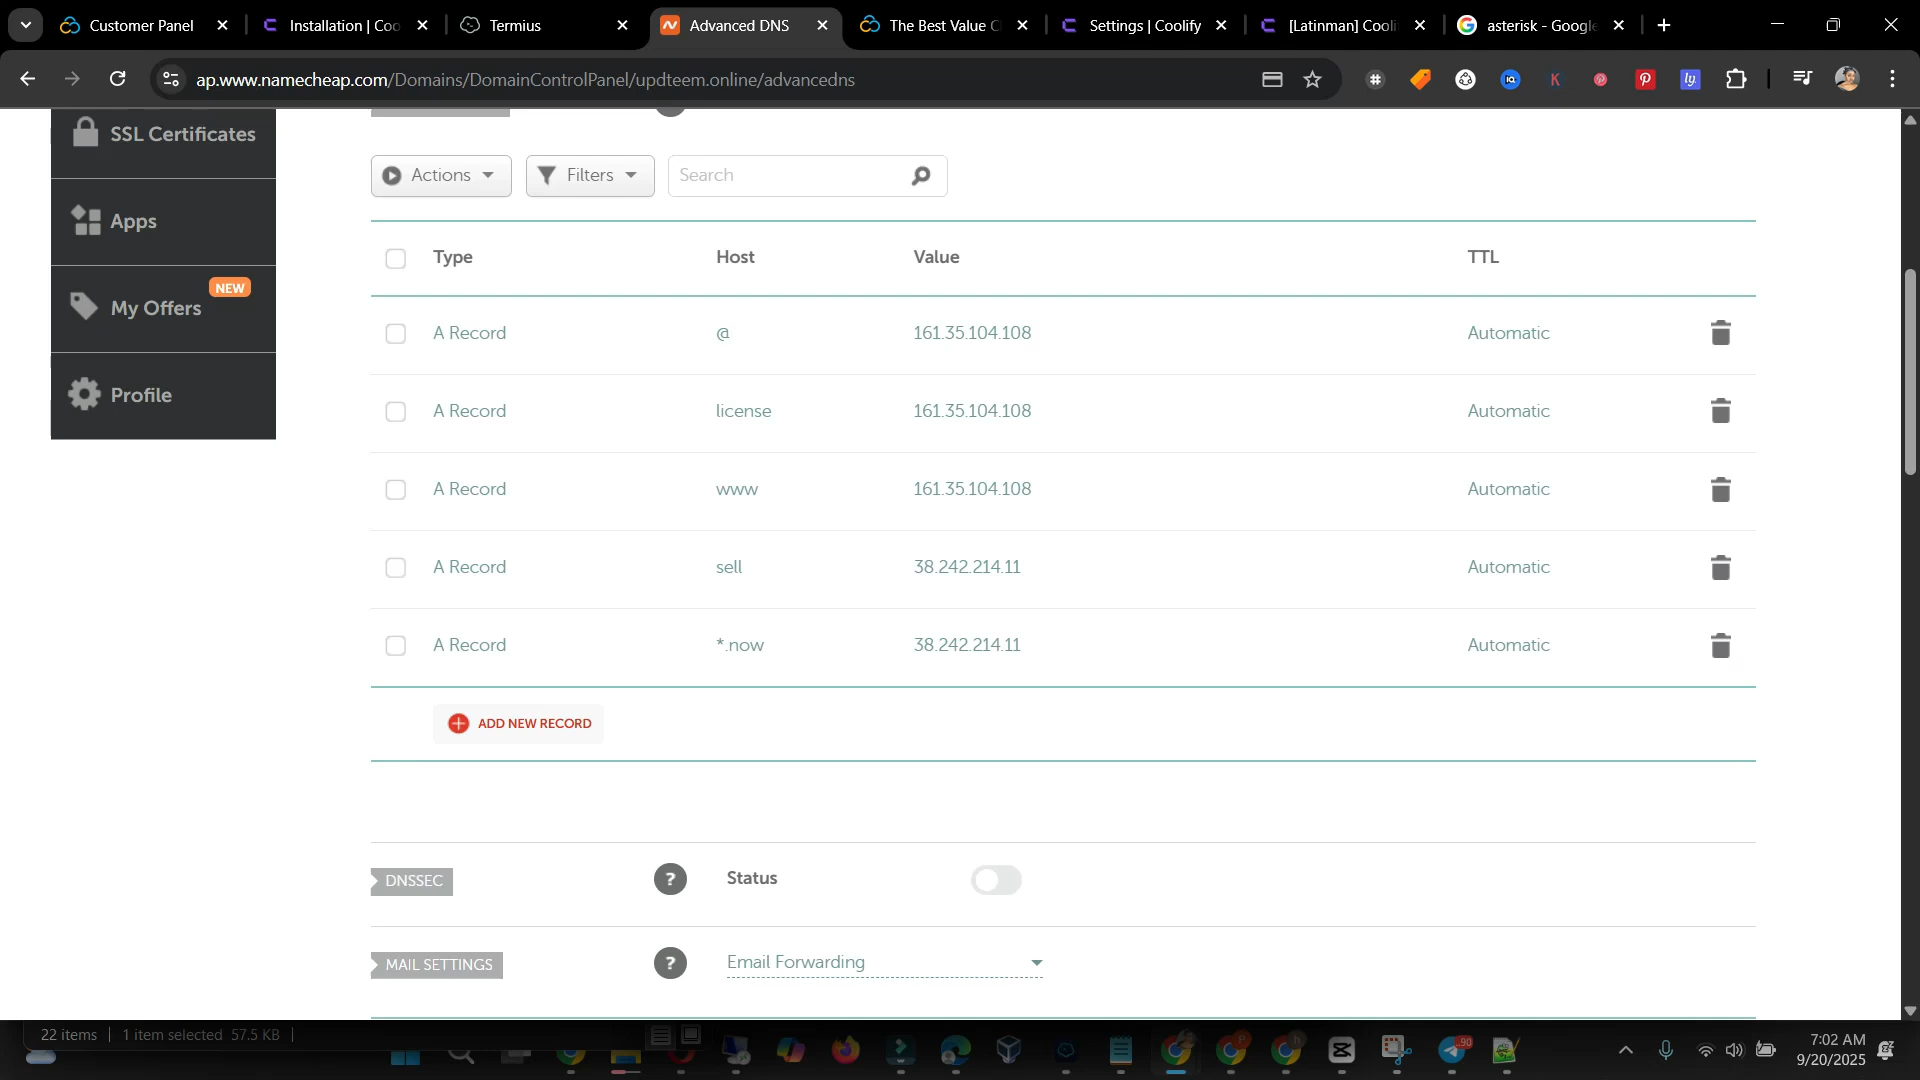 Customer Panel
Installation | Coo
Termius
Advanced DNS
The Best Value C
Settings | Coolify
[Latinman] Cooli
asterisk - Google
ap.www.namecheap.com/Domains/DomainControlPanel/updteem.online/advancedns
SSL Certificates
Apps
NEW
My Offers
Profile
Actions
Filters
Search
Type Host Value TTL
A Record @ 161.35.104.108 Automatic
A Record license 161.35.104.108 Automatic
A Record www 161.35.104.108 Automatic
A Record sell 38.242.214.11 Automatic
A Record *.now 38.242.214.11 Automatic
ADD NEW RECORD
DNSSEC ? Status
MAIL SETTINGS ? Email Forwarding
22 items 1 item selected 57.5 KB
90
7:02 AM
9/20/2025